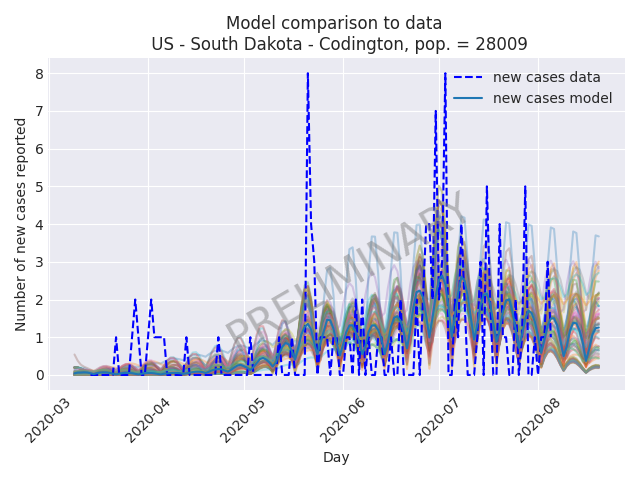 Model comparison to data
US - South Dakota - Codington, pop. = 28009
new cases data
new cases model
PRELIMINARY
Number of new cases reported
8
7
6
5
4
3
2
1
0
2020-03
2020-04
2020-05
2020-06
2020-07
2020-08
Day